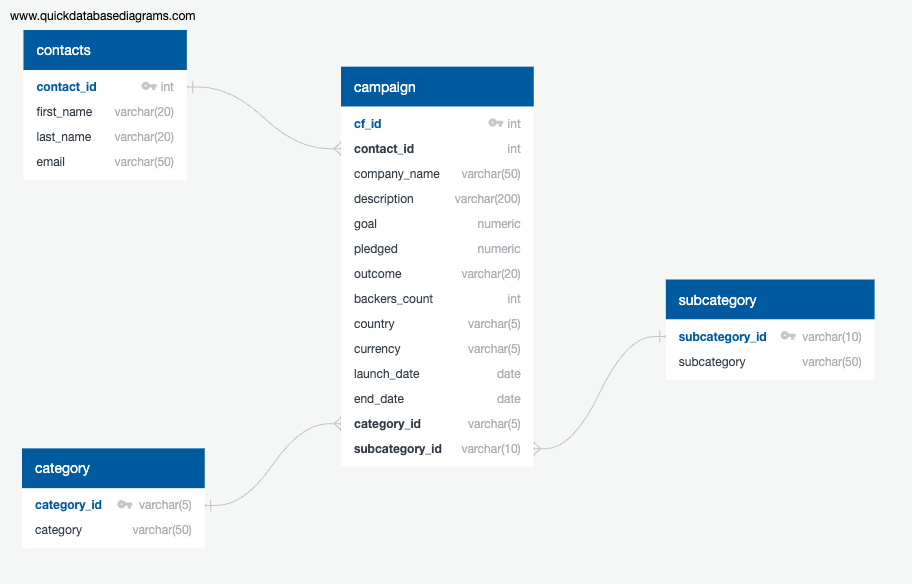 www.quickdatabasediagrams.com
contacts
contact_id int
first_name varchar(20)
last_name varchar(20)
email varchar(50)
campaign
cf_id int
contact_id int
company_name varchar(50)
description varchar(200)
goal numeric
pledged numeric
outcome varchar(20)
backers_count int
country varchar(5)
currency varchar(5)
launch_date date
end_date date
category_id varchar(5)
subcategory_id varchar(10)
subcategory
subcategory_id varchar(10)
subcategory varchar(50)
category
category_id varchar(5)
category varchar(50)